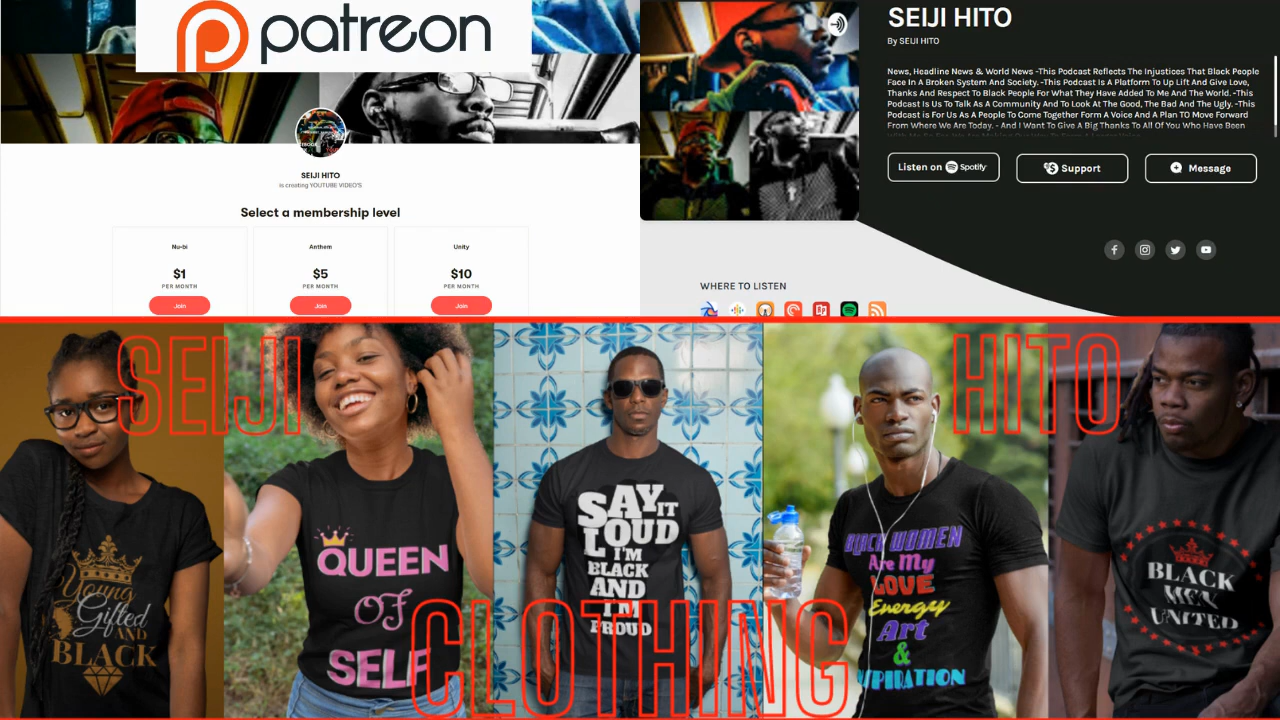 patreon
SEIJI HITO
is creating YOUTUBE VIDEO'S
Select a membership level
Nu-bi
$1
PER MONTH
Join
Anthem
$5
PER MONTH
Join
Unity
$10
PER MONTH
Join
SEIJI HITO
By SEIJI HITO
News, Headline News & World News -This Podcast Reflects The Injustices That Black People
Face In A Broken System And Society. -This Podcast Is A Platform To Up Lift And Give Love,
Thanks And Respect To Black People For What They Have Added To Me And The World. -This
Podcast Is Us To Talk As A Community And To Look At The Good, The Bad And The Ugly. -This
Podcast is For Us As A People To Come Together Form A Voice And A Plan TO Move Forward
From Where We Are Today. - And I Want To Give A Big Thanks To All Of You Who Have Been
Listen on Spotify
Support
Message
WHERE TO LISTEN
SEIJI
HITO
CLOTHING
Young
Gifted
AND
BLACK
QUEEN
OF
SELF
SAY IT
LOUD
I'M
BLACK
AND
I'M
PROUD
BLACK WOMEN
Are My
LOVE
Energy
Art
&
INSPIRATION
BLACK
MEN
UNITED